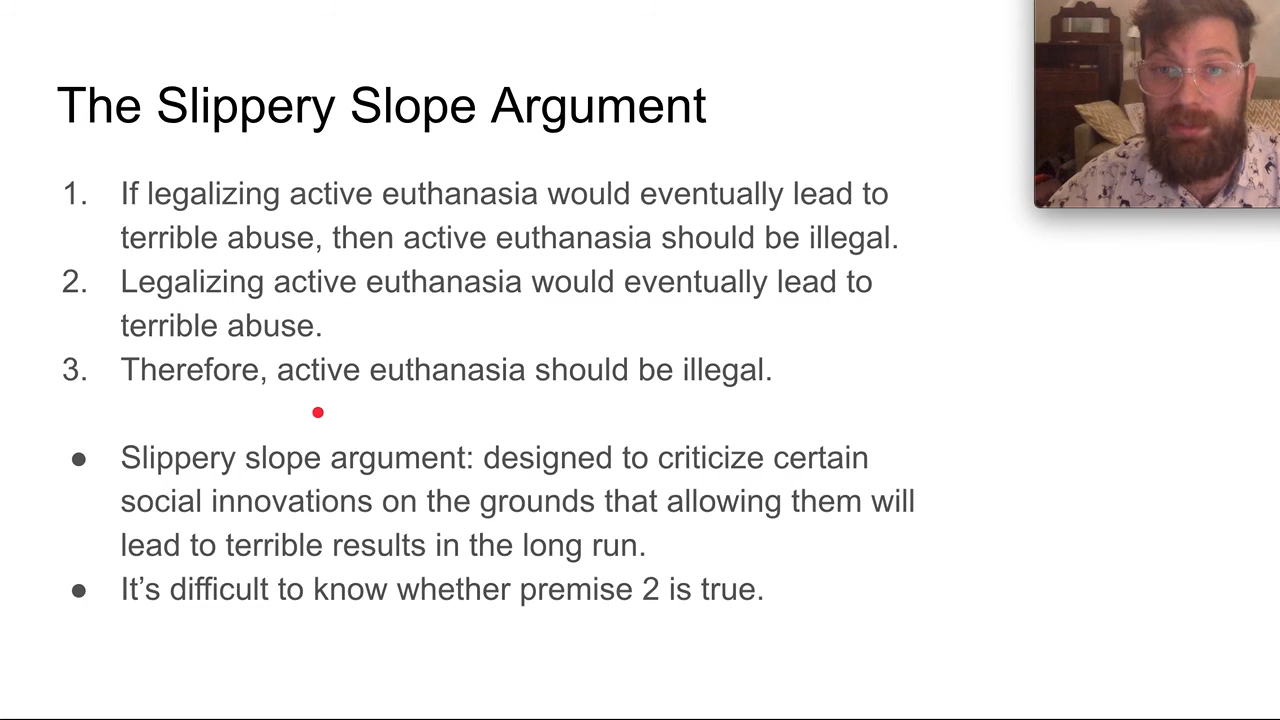 The Slippery Slope Argument
1. If legalizing active euthanasia would eventually lead to
terrible abuse, then active euthanasia should be illegal.
2. Legalizing active euthanasia would eventually lead to
terrible abuse.
3. Therefore, active euthanasia should be illegal.
● Slippery slope argument: designed to criticize certain
social innovations on the grounds that allowing them will
lead to terrible results in the long run.
● It’s difficult to know whether premise 2 is true.